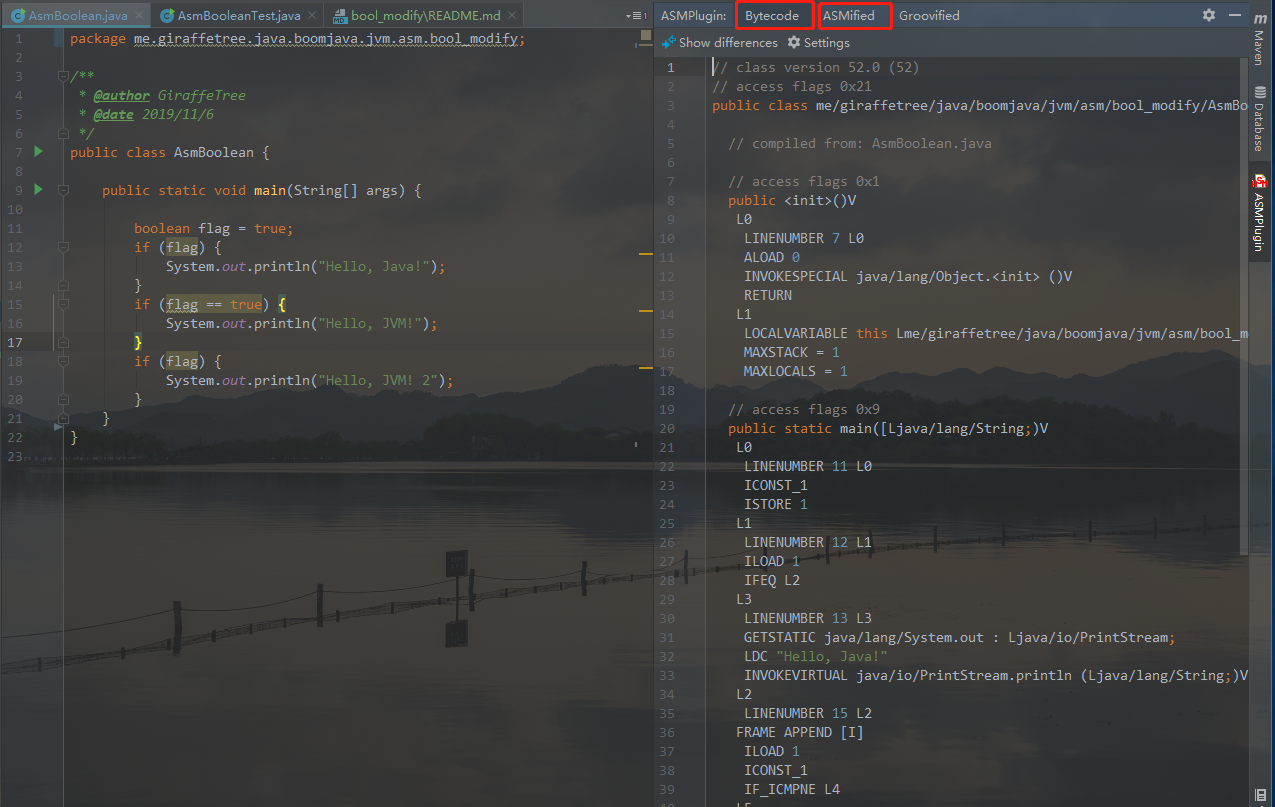 AsmBoolean.java
AsmBooleanTest.java
bool_modify\README.md
1 package me.giraffetree.java.boomjava.jvm.asm.bool_modify;
2
3 /**
4 * @author GiraffeTree
5 * @date 2019/11/6
6 */
7 public class AsmBoolean {
8
9 public static void main(String[] args) {
10
11 boolean flag = true;
12 if (flag) {
13 System.out.println("Hello, Java!");
14 }
15 if (flag == true) {
16 System.out.println("Hello, JVM!");
17 }
18 if (flag) {
19 System.out.println("Hello, JVM! 2");
20 }
21 }
22 }
23
ASMPlugin: Bytecode ASMified Groovified
Show differences Settings
1 // class version 52.0 (52)
2 // access flags 0x21
3 public class me/giraffetree/java/boomjava/jvm/asm/bool_modify/AsmBo
4
5 // compiled from: AsmBoolean.java
6
7 // access flags 0x1
8 public <init>()V
9 L0
10 LINENUMBER 7 L0
11 ALOAD 0
12 INVOKESPECIAL java/lang/Object.<init> ()V
13 RETURN
14 L1
15 LOCALVARIABLE this Lme/giraffetree/java/boomjava/jvm/asm/bool_m
16 MAXSTACK = 1
17 MAXLOCALS = 1
18
19 // access flags 0x9
20 public static main([Ljava/lang/String;)V
21 L0
22 LINENUMBER 11 L0
23 ICONST_1
24 ISTORE 1
25 L1
26 LINENUMBER 12 L1
27 ILOAD 1
28 IFEQ L2
29 L3
30 LINENUMBER 13 L3
31 GETSTATIC java/lang/System.out : Ljava/io/PrintStream;
32 LDC "Hello, Java!"
33 INVOKEVIRTUAL java/io/PrintStream.println (Ljava/lang/String;)V
34 L2
35 LINENUMBER 15 L2
36 FRAME APPEND [I]
37 ILOAD 1
38 ICONST_1
39 IF_ICMPNE L4
L5
m Maven
Database
ASMPlugin